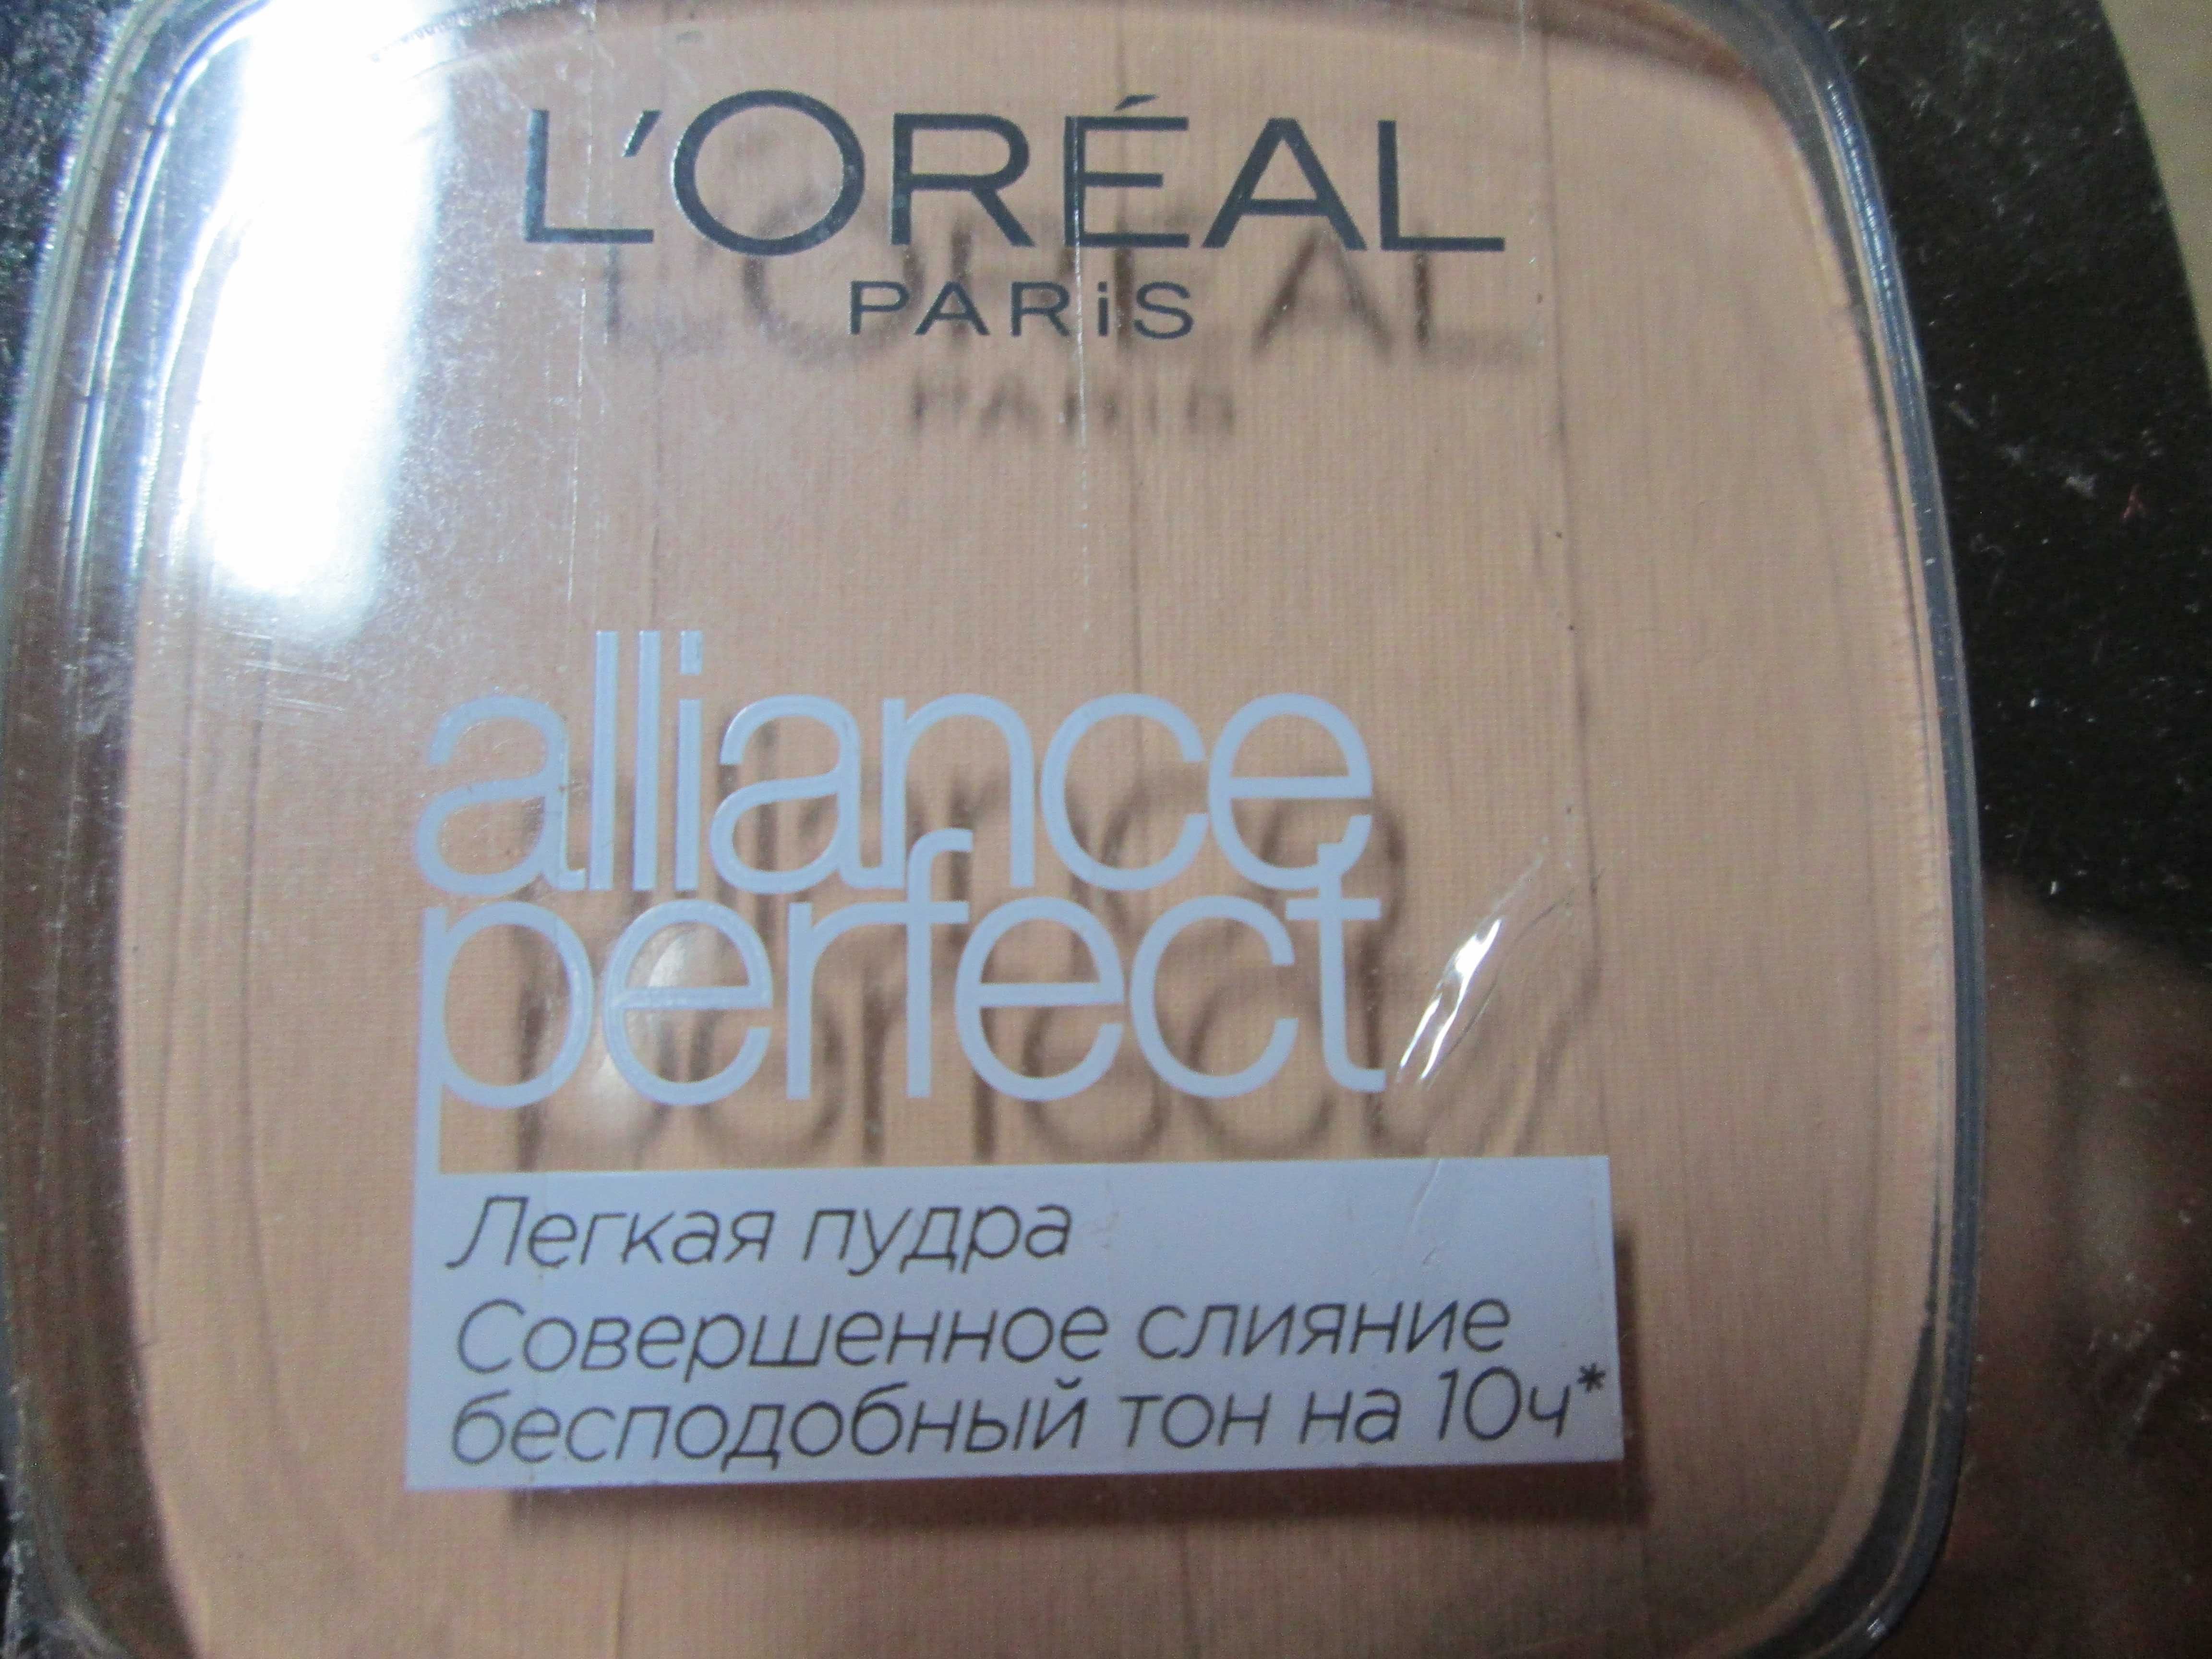 L'ORÉAL
PARiS
alliance
perfect
Легкая пудра
Совершенное слияние
бесподобный тон на 10ч*